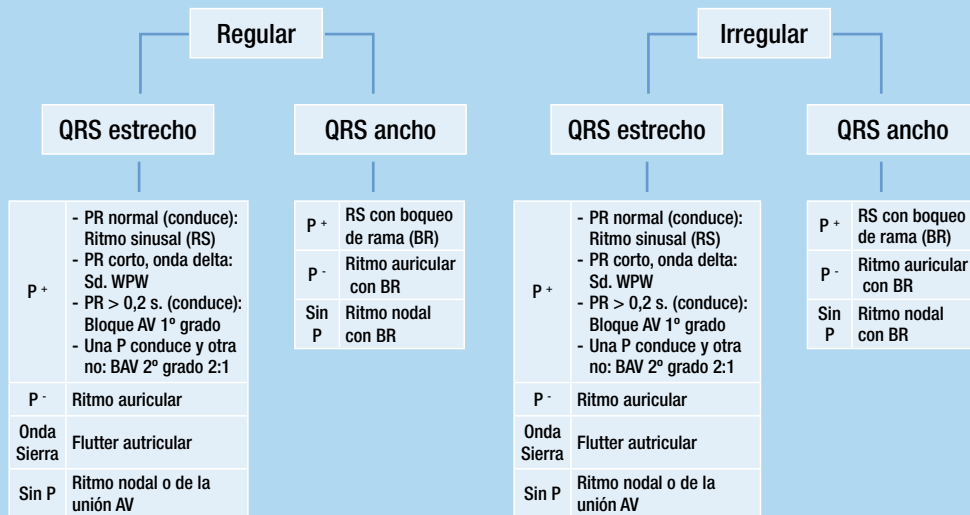 Regular
QRS estrecho
P +
- PR normal (conduce):
Ritmo sinusal (RS)
- PR corto, onda delta:
Sd. WPW
- PR > 0,2 s. (conduce):
Bloque AV 1º grado
- Una P conduce y otra
no: BAV 2º grado 2:1
P -
Ritmo auricular
Onda
Sierra
Flutter autricular
Sin P
Ritmo nodal o de la
unión AV
QRS ancho
P +
RS con boqueo
de rama (BR)
P -
Ritmo auricular
con BR
Sin
P
Ritmo nodal
con BR
Irregular
QRS estrecho
P +
- PR normal (conduce):
Ritmo sinusal (RS)
- PR corto, onda delta:
Sd. WPW
- PR > 0,2 s. (conduce):
Bloque AV 1º grado
- Una P conduce y otra
no: BAV 2º grado 2:1
P -
Ritmo auricular
Onda
Sierra
Flutter autricular
Sin P
Ritmo nodal o de la
unión AV
QRS ancho
P +
RS con boqueo
de rama (BR)
P -
Ritmo auricular
con BR
Sin
P
Ritmo nodal
con BR